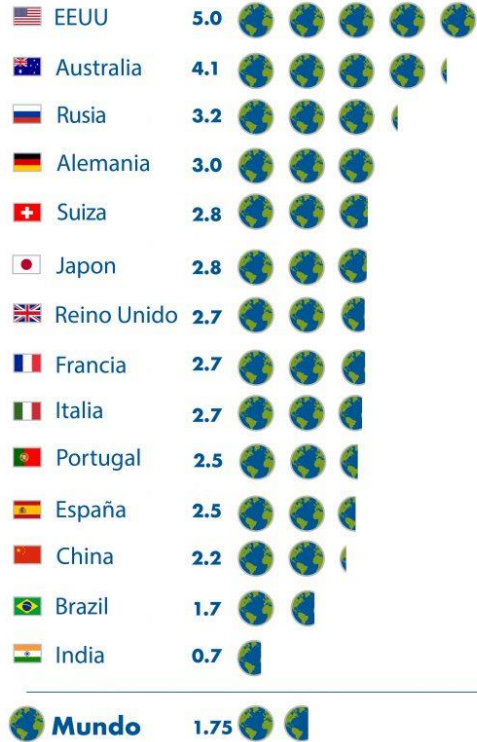 EEUU 5.0
Australia 4.1
Rusia 3.2
Alemania 3.0
Suiza 2.8
Japon 2.8
Reino Unido 2.7
Francia 2.7
Italia 2.7
Portugal 2.5
España 2.5
China 2.2
Brazil 1.7
India 0.7
Mundo 1.75